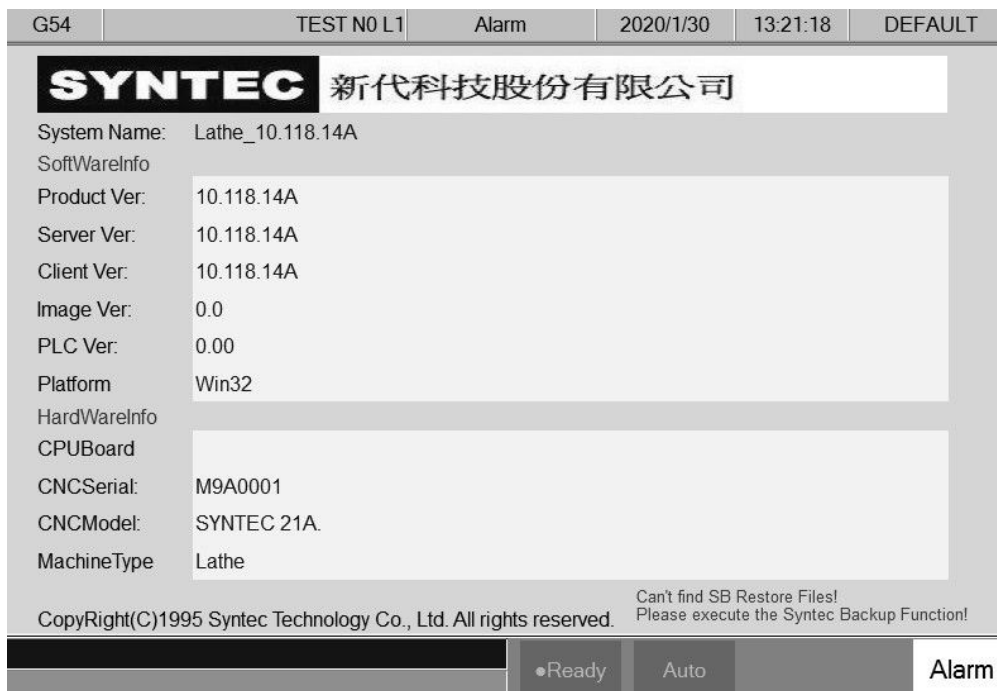 G54 TEST N0 L1 Alarm 2020/1/30 13:21:18 DEFAULT
SYNTEC 新代科技股份有限公司
System Name: Lathe_10.118.14A
SoftWareInfo
Product Ver: 10.118.14A
Server Ver: 10.118.14A
Client Ver: 10.118.14A
Image Ver: 0.0
PLC Ver: 0.00
Platform Win32
HardWareInfo
CPUBoard
CNCSerial: M9A0001
CNCModel: SYNTEC 21A.
MachineType Lathe
Can't find SB Restore Files!
Please execute the Syntec Backup Function!
CopyRight(C)1995 Syntec Technology Co., Ltd. All rights reserved.
●Ready Auto Alarm